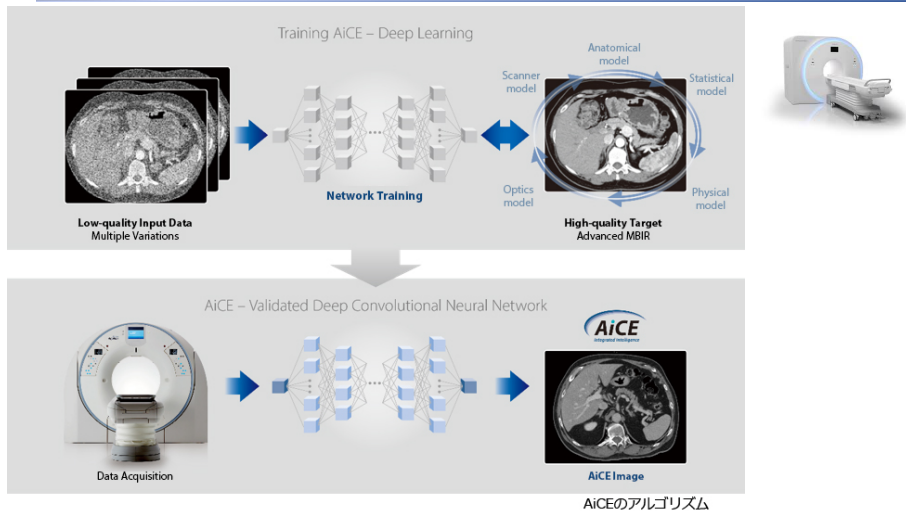 Training AiCE – Deep Learning
Anatomical
model
Scanner
model
Statistical
model
Optics
model
Physical
model
Network Training
Low-quality Input Data
Multiple Variations
High-quality Target
Advanced MBIR
AiCE – Validated Deep Convolutional Neural Network
AiCE
Integrated Intelligence
Data Acquisition
AiCE Image
AiCEのアルゴリズム